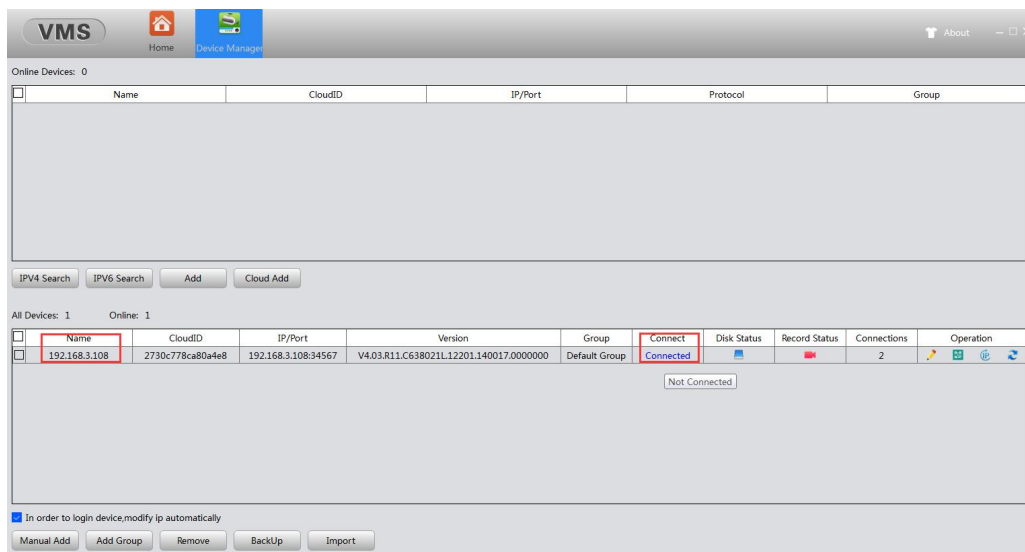 VMS
Home
Device Manager
About
Online Devices: 0
Name CloudID IP/Port Protocol Group
IPV4 Search IPV6 Search Add Cloud Add
All Devices: 1 Online: 1
Name CloudID IP/Port Version Group Connect Disk Status Record Status Connections Operation
192.168.3.108 2730c778ca80a4e8 192.168.3.108:34567 V4.03.R11.C638021L.12201.140017.0000000 Default Group Connected 2
Not Connected
In order to login device,modify ip automatically
Manual Add Add Group Remove BackUp Import